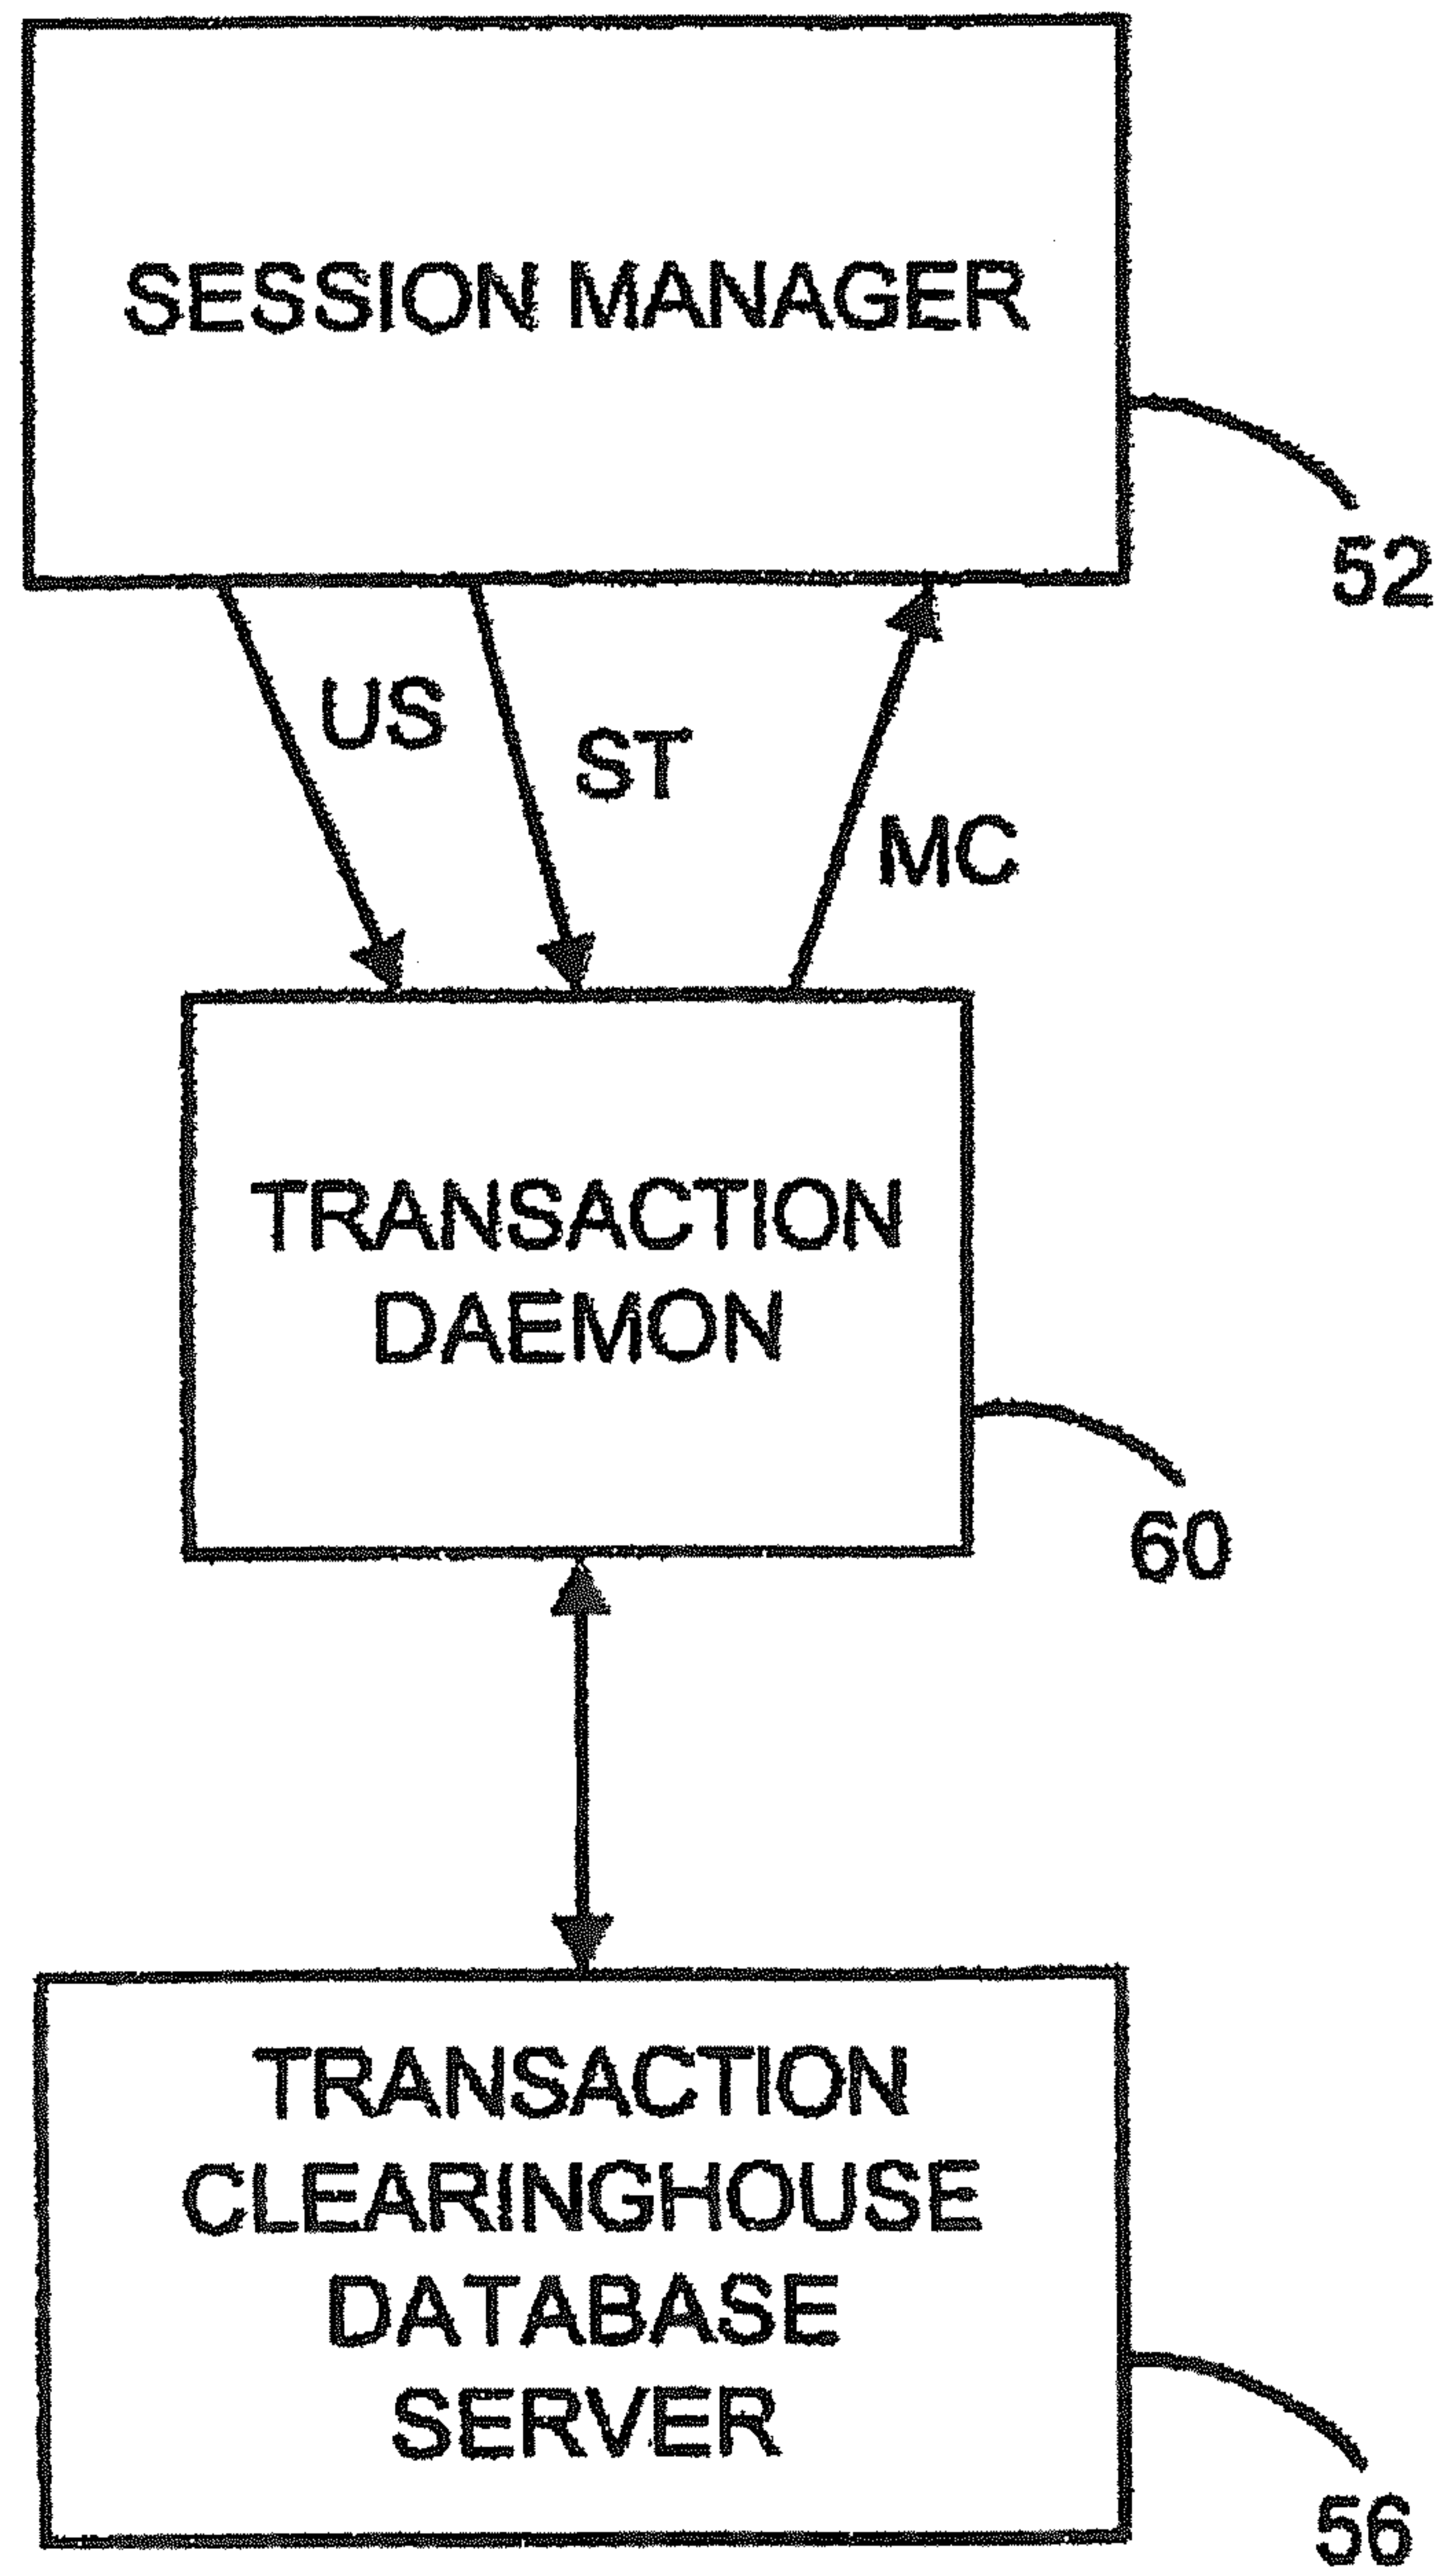 SESSION MANAGER
52
US
ST
MC
TRANSACTION
DAEMON
60
TRANSACTION
CLEARINGHOUSE
DATABASE
SERVER
56